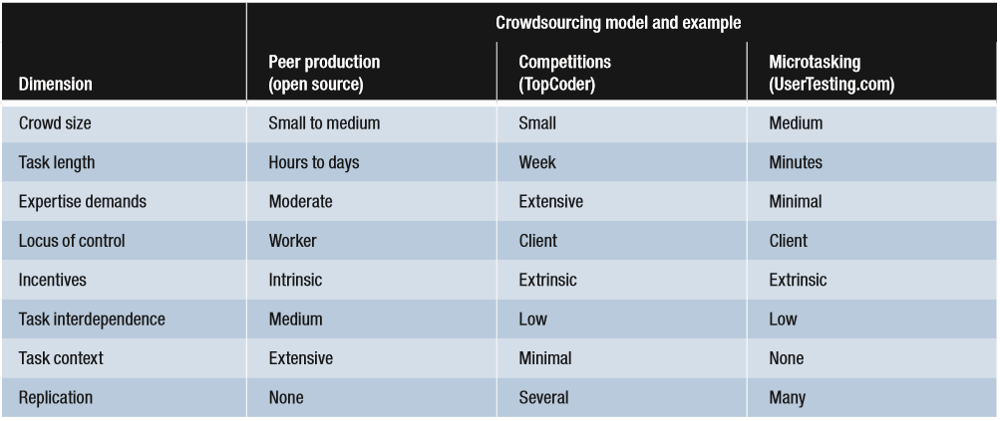 Crowdsourcing model and example
Dimension Peer production (open source) Competitions (TopCoder) Microtasking (UserTesting.com)
Crowd size Small to medium Small Medium
Task length Hours to days Week Minutes
Expertise demands Moderate Extensive Minimal
Locus of control Worker Client Client
Incentives Intrinsic Extrinsic Extrinsic
Task interdependence Medium Low Low
Task context Extensive Minimal None
Replication None Several Many